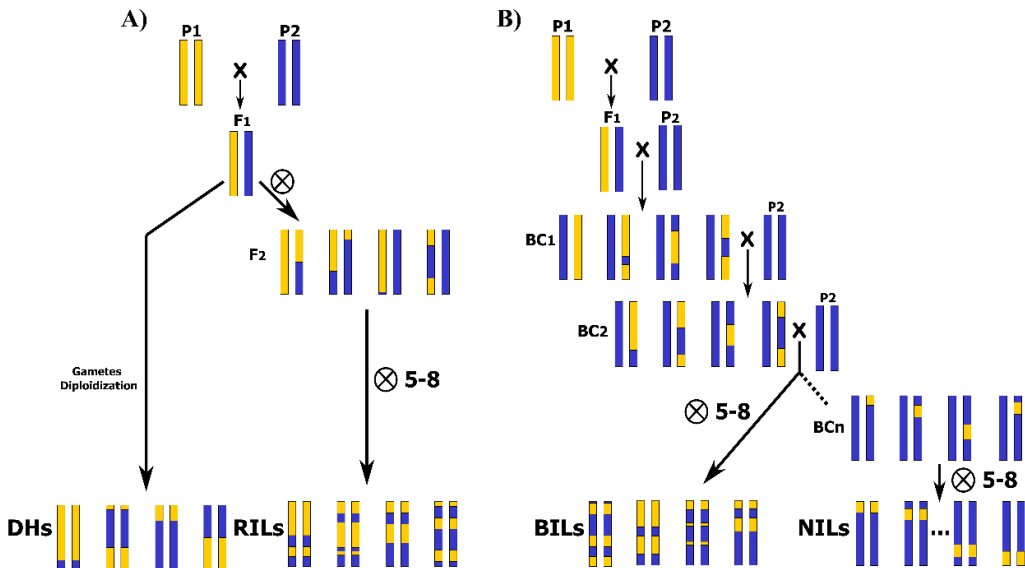 A)
P1 P2
X
F1
F2
Gametes
Diploidization
5-8
DHs
RILs
B)
P1 P2
X
F1 P2
X
P2
BC1
X
P2
BC2
X
5-8
BCn
5-8
BILs
NILs
...